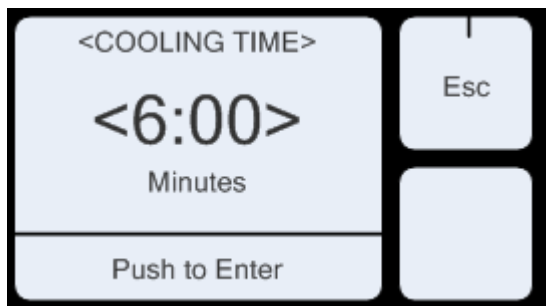 <COOLING TIME>
<6:00>
Minutes
Push to Enter
Esc